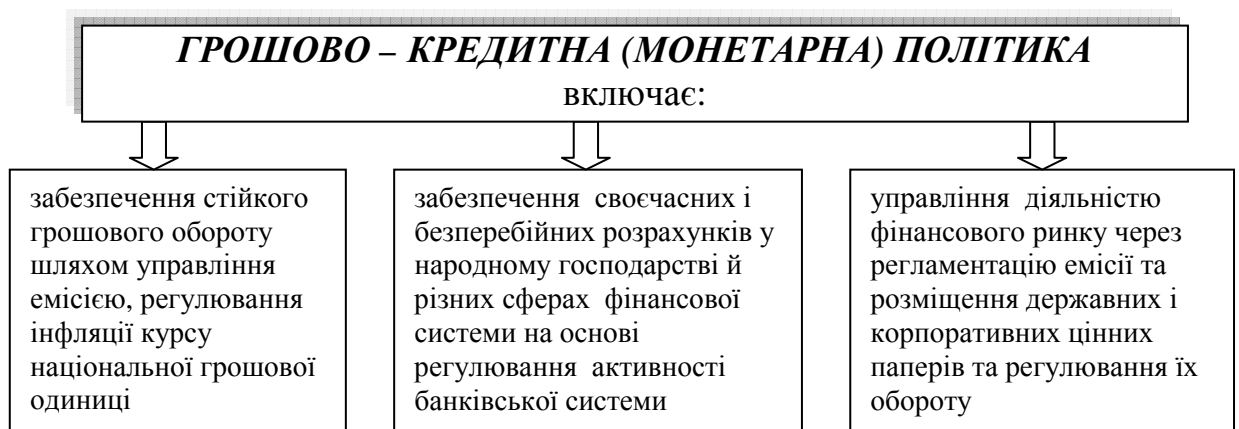 ГРОШОВО – КРЕДИТНА (МОНЕТАРНА) ПОЛІТИКА
включає:
забезпечення стійкого
грошового обороту
шляхом управління
емісією, регулювання
інфляції курсу
національної грошової
одиниці
забезпечення своєчасних і
безперебійних розрахунків у
народному господарстві й
різних сферах фінансової
системи на основі
регулювання активності
банківської системи
управління діяльністю
фінансового ринку через
регламентацію емісії та
розміщення державних і
корпоративних цінних
паперів та регулювання їх
обороту